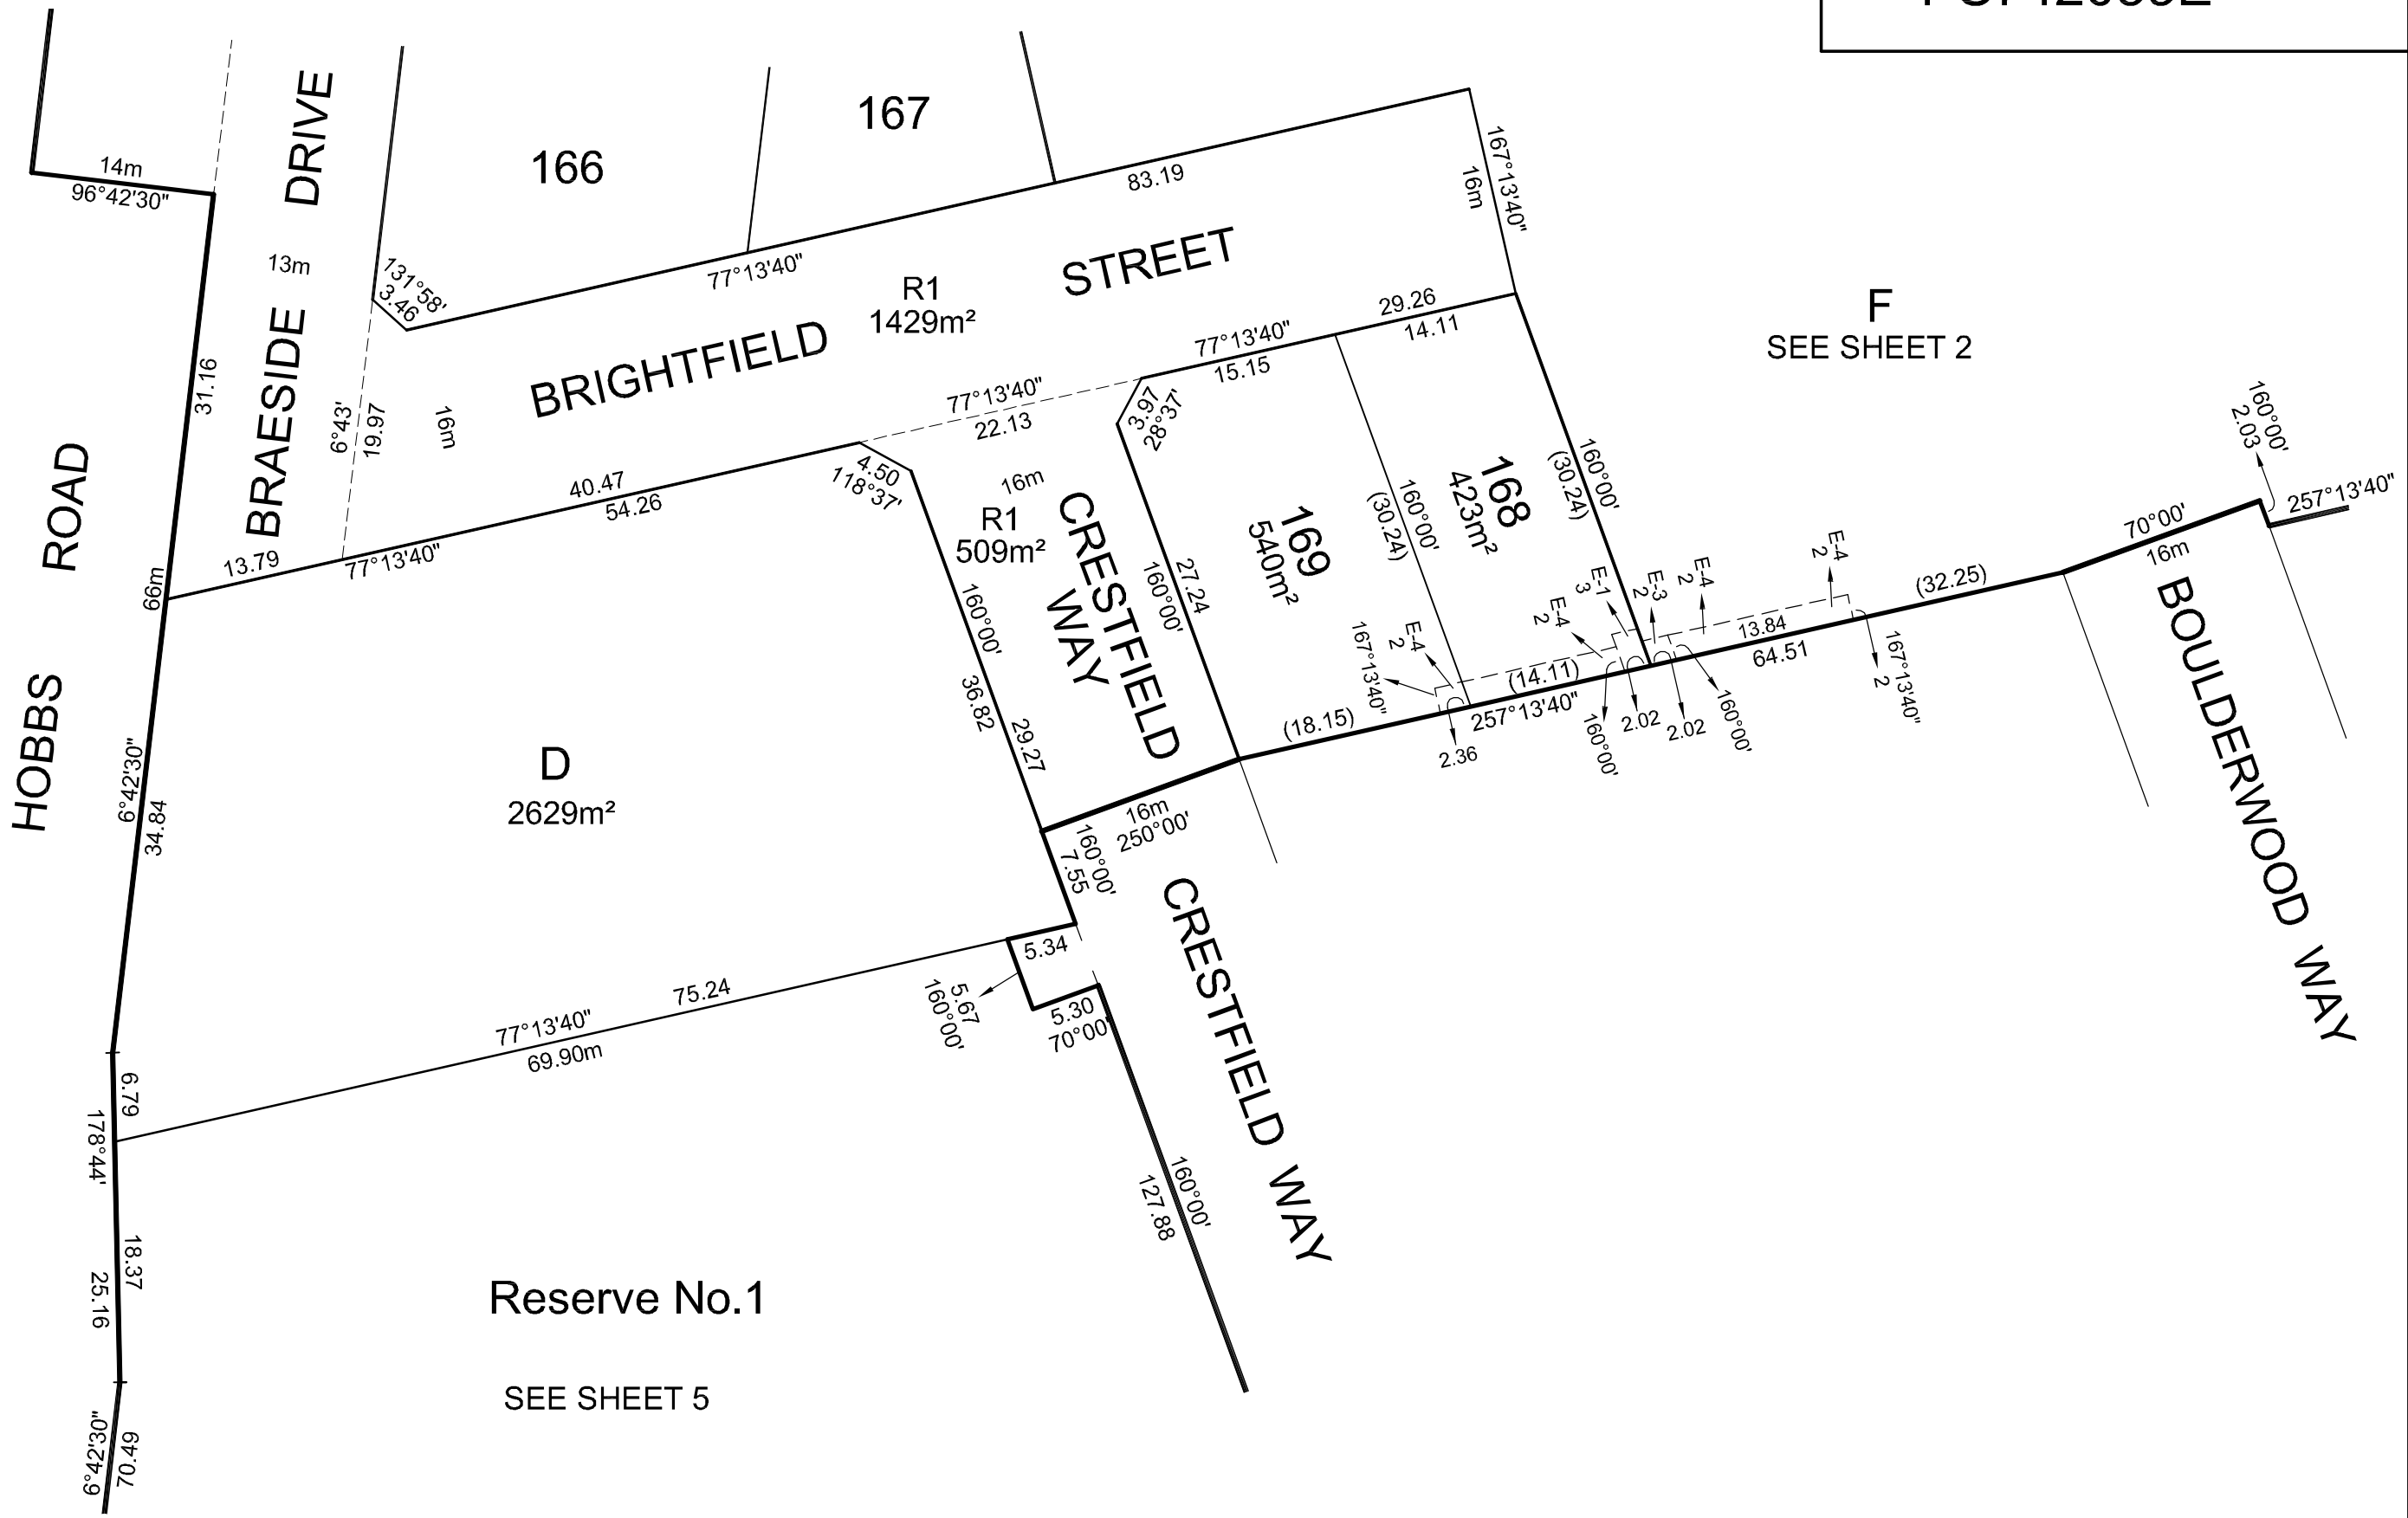 14m
96°42'30"
DRIVE
166
167
83.19
167°13'40"
16m
13m
131°58'
3.46
77°13'40"
R1
1429m²
STREET
BRIGHTFIELD
BRAESIDE
31.16
6°43'
19.97
16m
77°13'40"
22.13
77°13'40"
15.15
29.26
14.11
3.97
28°37'
F
SEE SHEET 2
160°00'
2.03
257°13'40"
70°00'
16m
ROAD
66m
13.79
77°13'40"
40.47
54.26
4.50
118°37'
16m
R1
509m²
CRESTFIELD
WAY
27.24
160°00'
169
540m²
160°00'
(30.24)
168
423m²
160°00'
(30.24)
E-1
3
E-3
2
E-4
2
E-4
2
E-4
2
E-4
2
(32.25)
13.84
64.51
167°13'40"
2
167°13'40"
(14.11)
257°13'40"
(18.15)
2.36
160°00'
2.02
2.02
160°00'
BOULDERWOOD WAY
160°00'
36.82
29.27
HOBBS
6°42'30"
34.84
D
2629m²
16m
250°00'
160°00'
7.55
5.34
5.67
160°00'
5.30
70°00'
CRESTFIELD WAY
77°13'40"
75.24
69.90m
6.79
178°44'
18.37
25.16
160°00'
127.88
Reserve No.1
SEE SHEET 5
6°42'30"
70.49